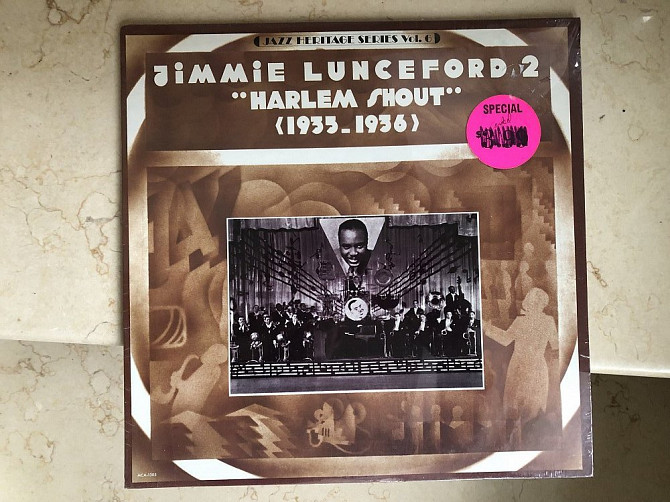 JAZZ HERITAGE SERIES Vol. 6
JIMMIE LUNCEFORD 2
"HARLEM SHOUT"
(1935-1936)
SPECIAL